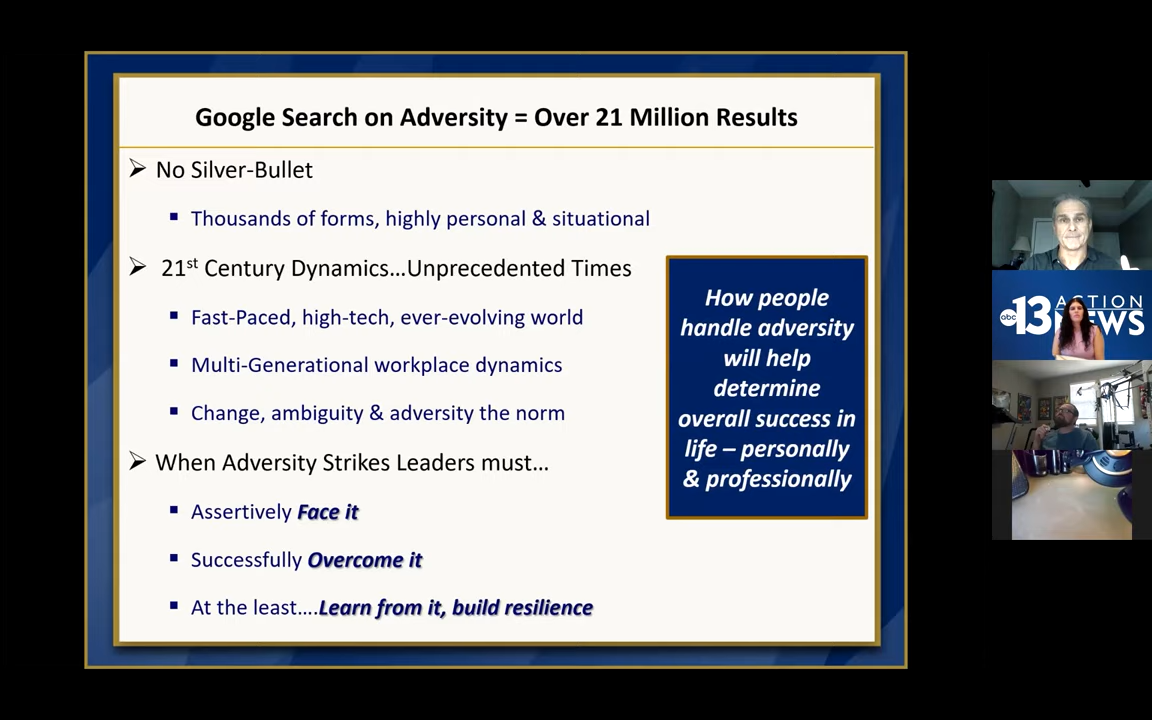 Google Search on Adversity = Over 21 Million Results
➢ No Silver-Bullet
▪ Thousands of forms, highly personal & situational
➢ 21st Century Dynamics…Unprecedented Times
▪ Fast-Paced, high-tech, ever-evolving world
▪ Multi-Generational workplace dynamics
▪ Change, ambiguity & adversity the norm
➢ When Adversity Strikes Leaders must…
▪ Assertively Face it
▪ Successfully Overcome it
▪ At the least….Learn from it, build resilience
How people
handle adversity
will help
determine
overall success in
life – personally
& professionally
abc 13 ACTION
NEWS